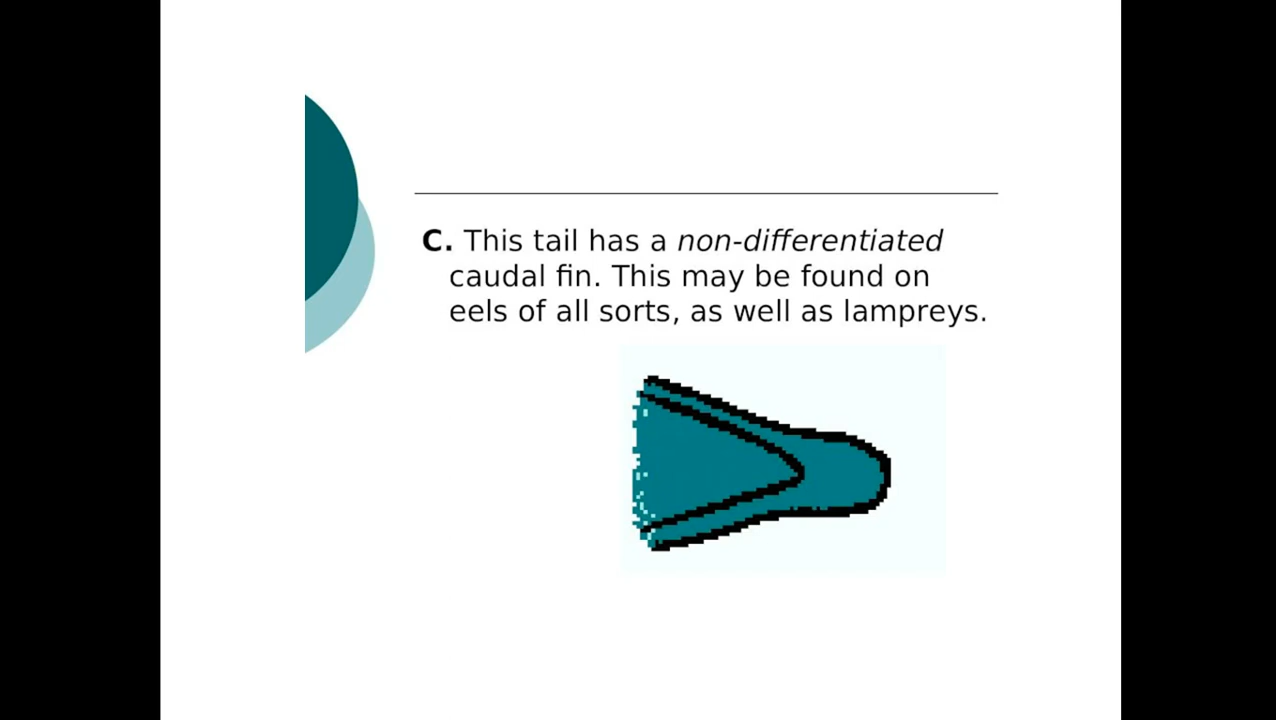 C. This tail has a non-differentiated
caudal fin. This may be found on
eels of all sorts, as well as lampreys.